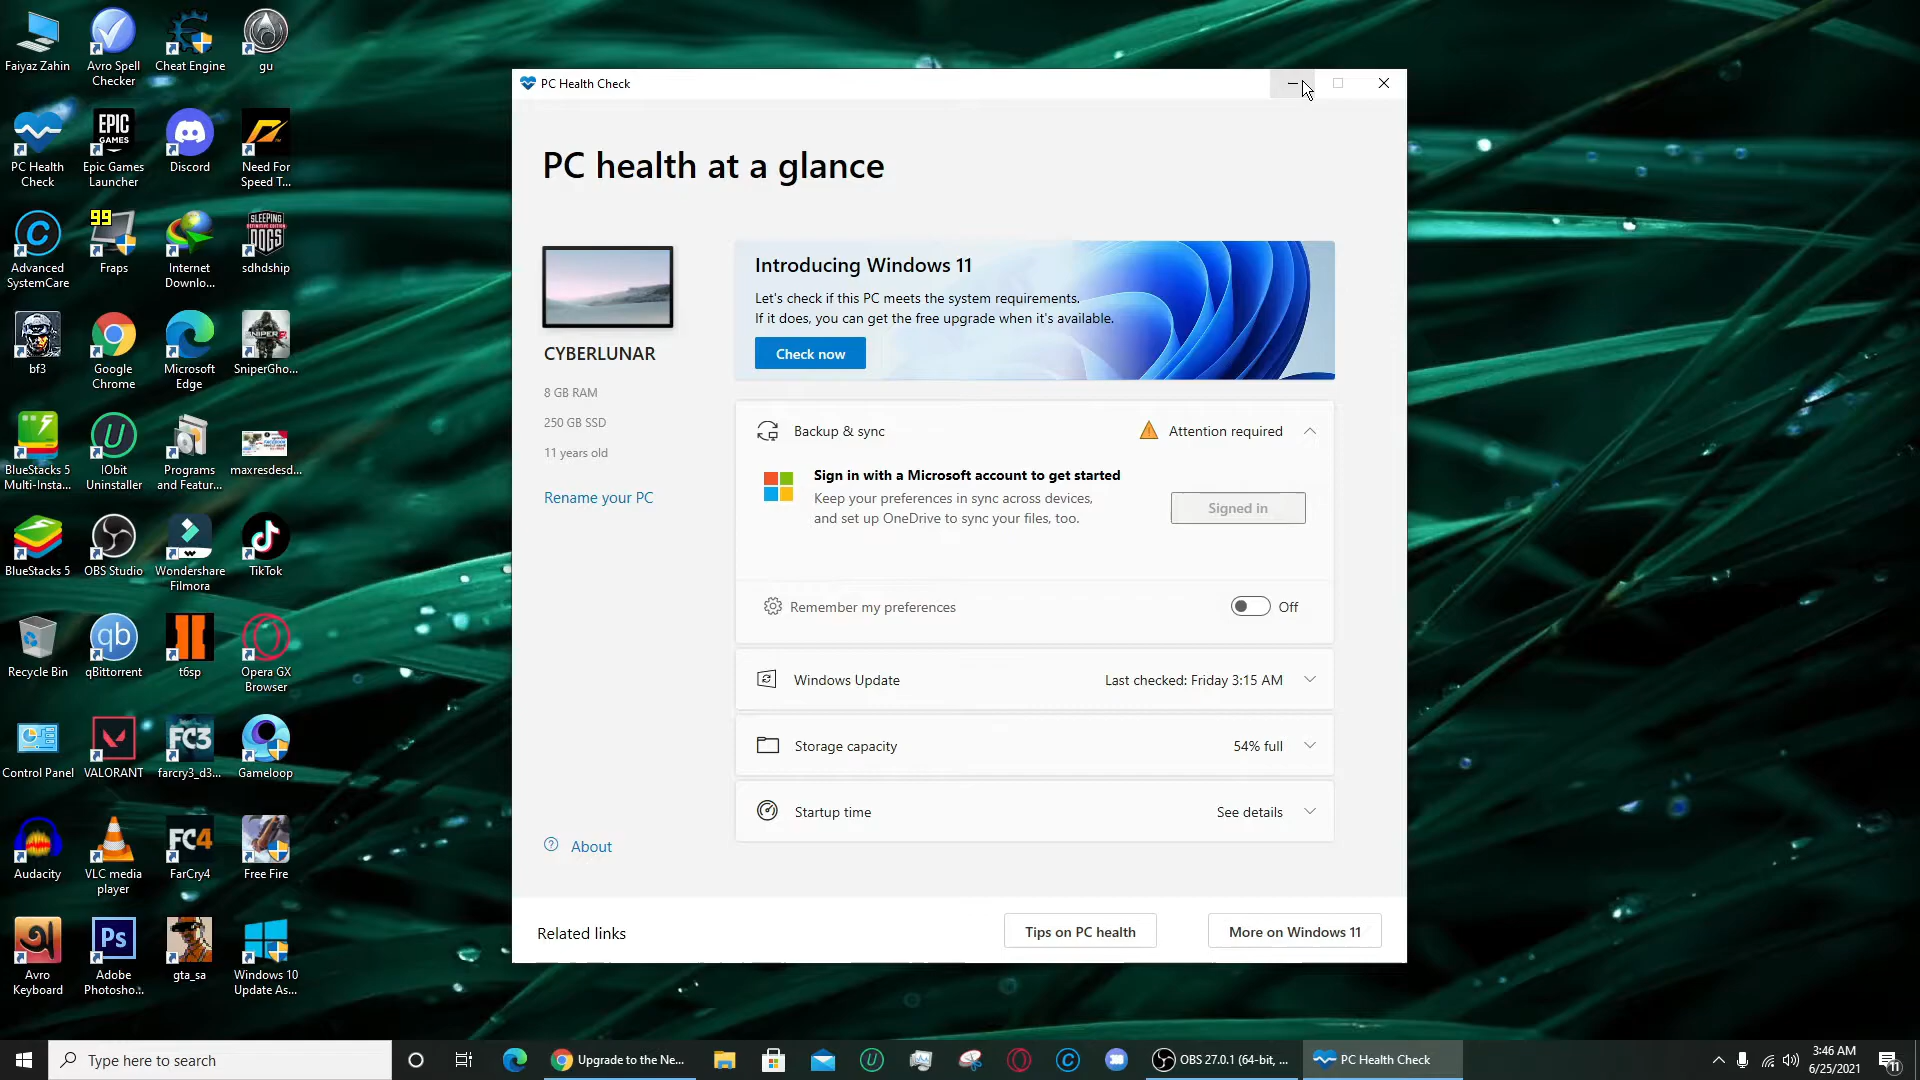 Faiyaz Zahin
Avro Spell
Checker
Cheat Engine
gu
PC Health
Check
EPIC
GAMES
Epic Games
Launcher
Discord
Need For
Speed T...
Advanced
SystemCare
99
Fraps
Internet
Downlo...
SLEEPING
DOGS
sdhdship
bf3
Google
Chrome
Microsoft
Edge
SniperGho...
BlueStacks 5
Multi-Insta...
IObit
Uninstaller
Programs
and Featur...
maxresdesd...
BlueStacks 5
OBS Studio
Wondershare
Filmora
TikTok
Recycle Bin
qb
qBittorrent
t6sp
Opera GX
Browser
Control Panel
VALORANT
FC3
farcry3_d3...
Gameloop
Audacity
VLC media
player
FC4
FarCry4
Free Fire
অ
Avro
Keyboard
Ps
Adobe
Photosho...
gta_sa
Windows 10
Update As...
PC Health Check
PC health at a glance
CYBERLUNAR
8 GB RAM
250 GB SSD
11 years old
Rename your PC
About
Introducing Windows 11
Let's check if this PC meets the system requirements.
If it does, you can get the free upgrade when it's available.
Check now
Backup & sync
Attention required
Sign in with a Microsoft account to get started
Keep your preferences in sync across devices,
and set up OneDrive to sync your files, too.
Signed in
Remember my preferences
Off
Windows Update
Last checked: Friday 3:15 AM
Storage capacity
54% full
Startup time
See details
Related links
Tips on PC health
More on Windows 11
Type here to search
Upgrade to the Ne...
OBS 27.0.1 (64-bit, ...
PC Health Check
3:46 AM
6/25/2021
11